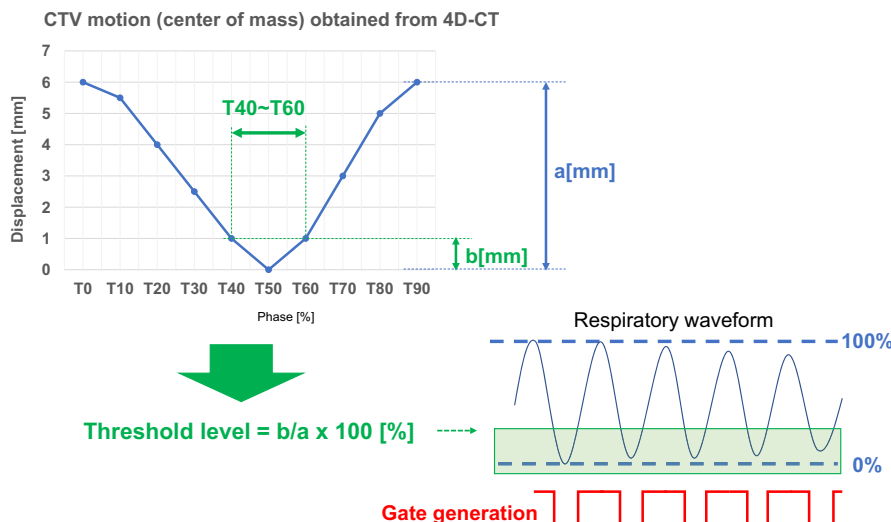 CTV motion (center of mass) obtained from 4D-CT
7
6
5
4
3
2
1
0
Displacement [mm]
T40~T60
a[mm]
b[mm]
T0 T10 T20 T30 T40 T50 T60 T70 T80 T90
Phase [%]
Respiratory waveform
100%
Threshold level = b/a x 100 [%]
0%
Gate generation